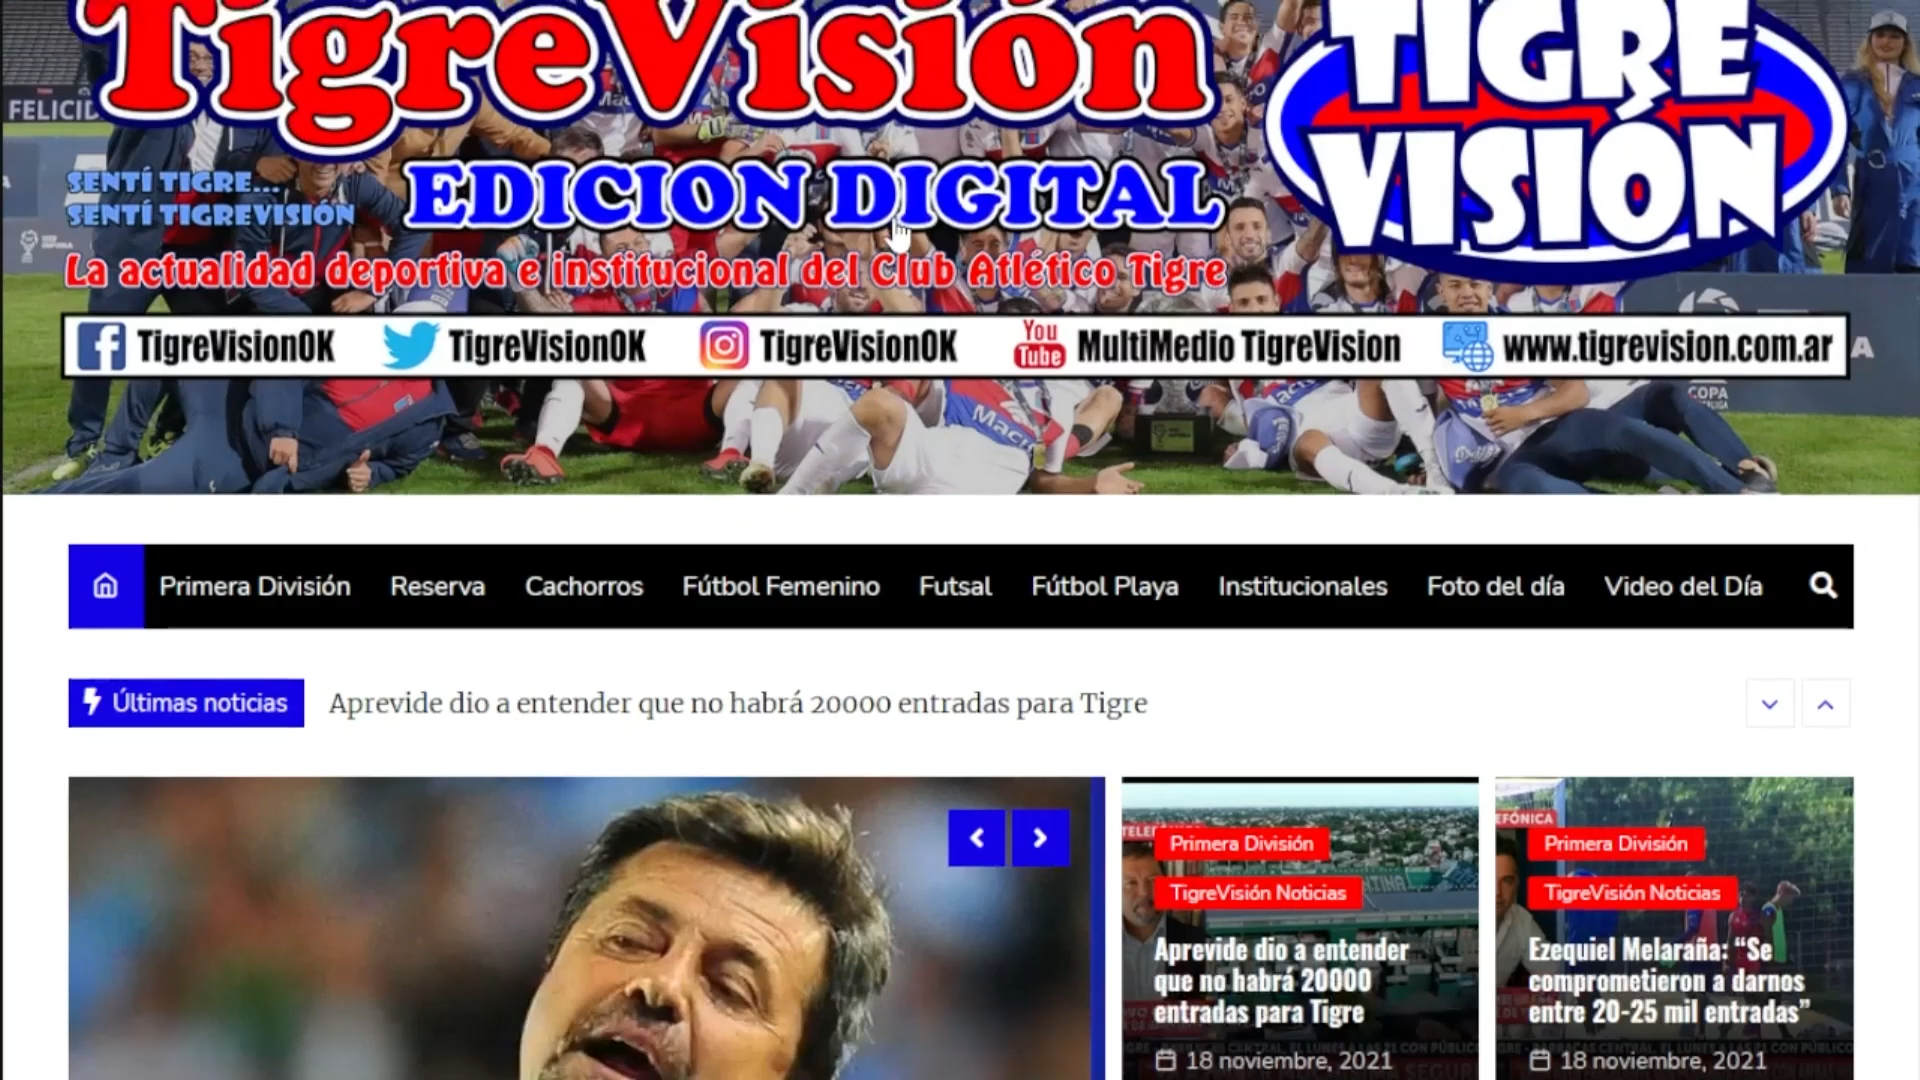 TigreVisión
TIGRE
VISIÓN
FELICID
SENTÍ TIGRE...
SENTÍ TIGREVISIÓN
EDICION DIGITAL
La actualidad deportiva e institucional del Club Atlético Tigre
TigreVisionOK
TigreVisionOK
TigreVisionOK
You
Tube
MultiMedio TigreVision
www.tigrevision.com.ar
COPA
Macro
Primera División
Reserva
Cachorros
Fútbol Femenino
Futsal
Fútbol Playa
Institucionales
Foto del día
Video del Día
Últimas noticias
Aprevide dio a entender que no habrá 20000 entradas para Tigre
Primera División
TigreVisión Noticias
Aprevide dio a entender
que no habrá 20000
entradas para Tigre
18 noviembre, 2021
EFÓNICA
Primera División
TigreVisión Noticias
Ezequiel Melaraña: “Se
comprometieron a darnos
entre 20-25 mil entradas”
18 noviembre, 2021